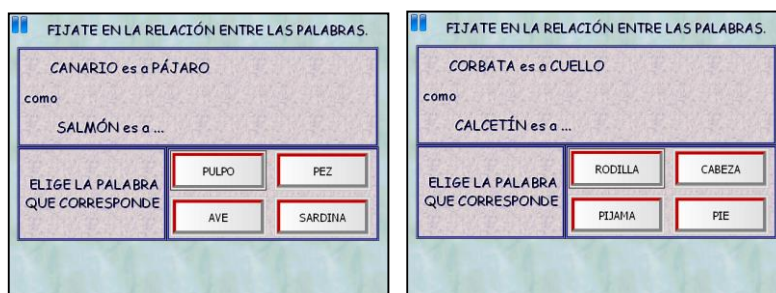 FIJATE EN LA RELACIÓN ENTRE LAS PALABRAS.
CANARIO es a PÁJARO
como
SALMÓN es a ...
ELIGE LA PALABRA
QUE CORRESPONDE
PULPO
PEZ
AVE
SARDINA
FIJATE EN LA RELACIÓN ENTRE LAS PALABRAS.
CORBATA es a CUELLO
como
CALCETÍN es a ...
ELIGE LA PALABRA
QUE CORRESPONDE
RODILLA
CABEZA
PIJAMA
PIE